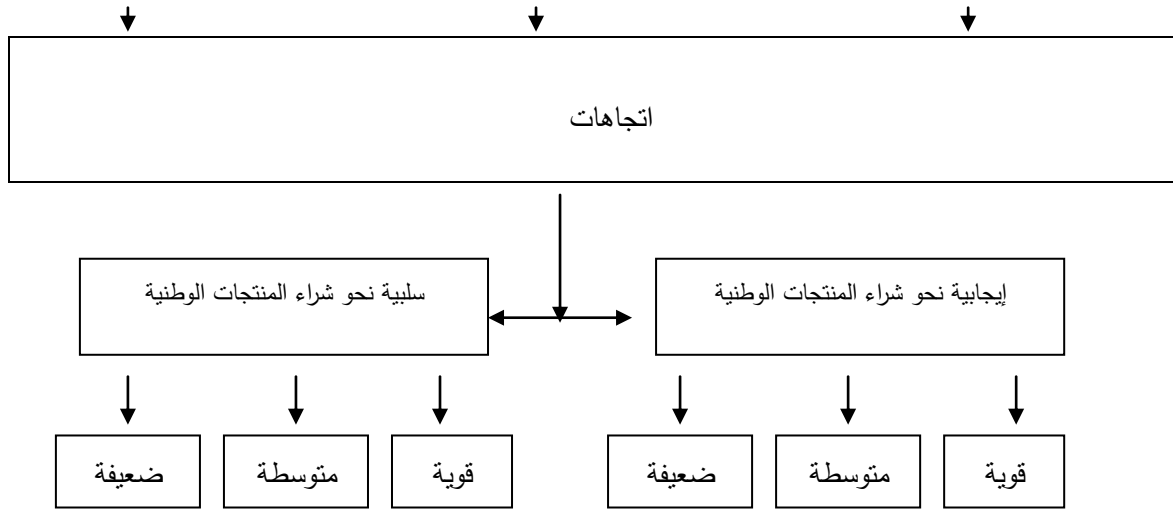 اتجاهات
إيجابية نحو شراء المنتجات الوطنية
سلبية نحو شراء المنتجات الوطنية
قوية
متوسطة
ضعيفة
قوية
متوسطة
ضعيفة